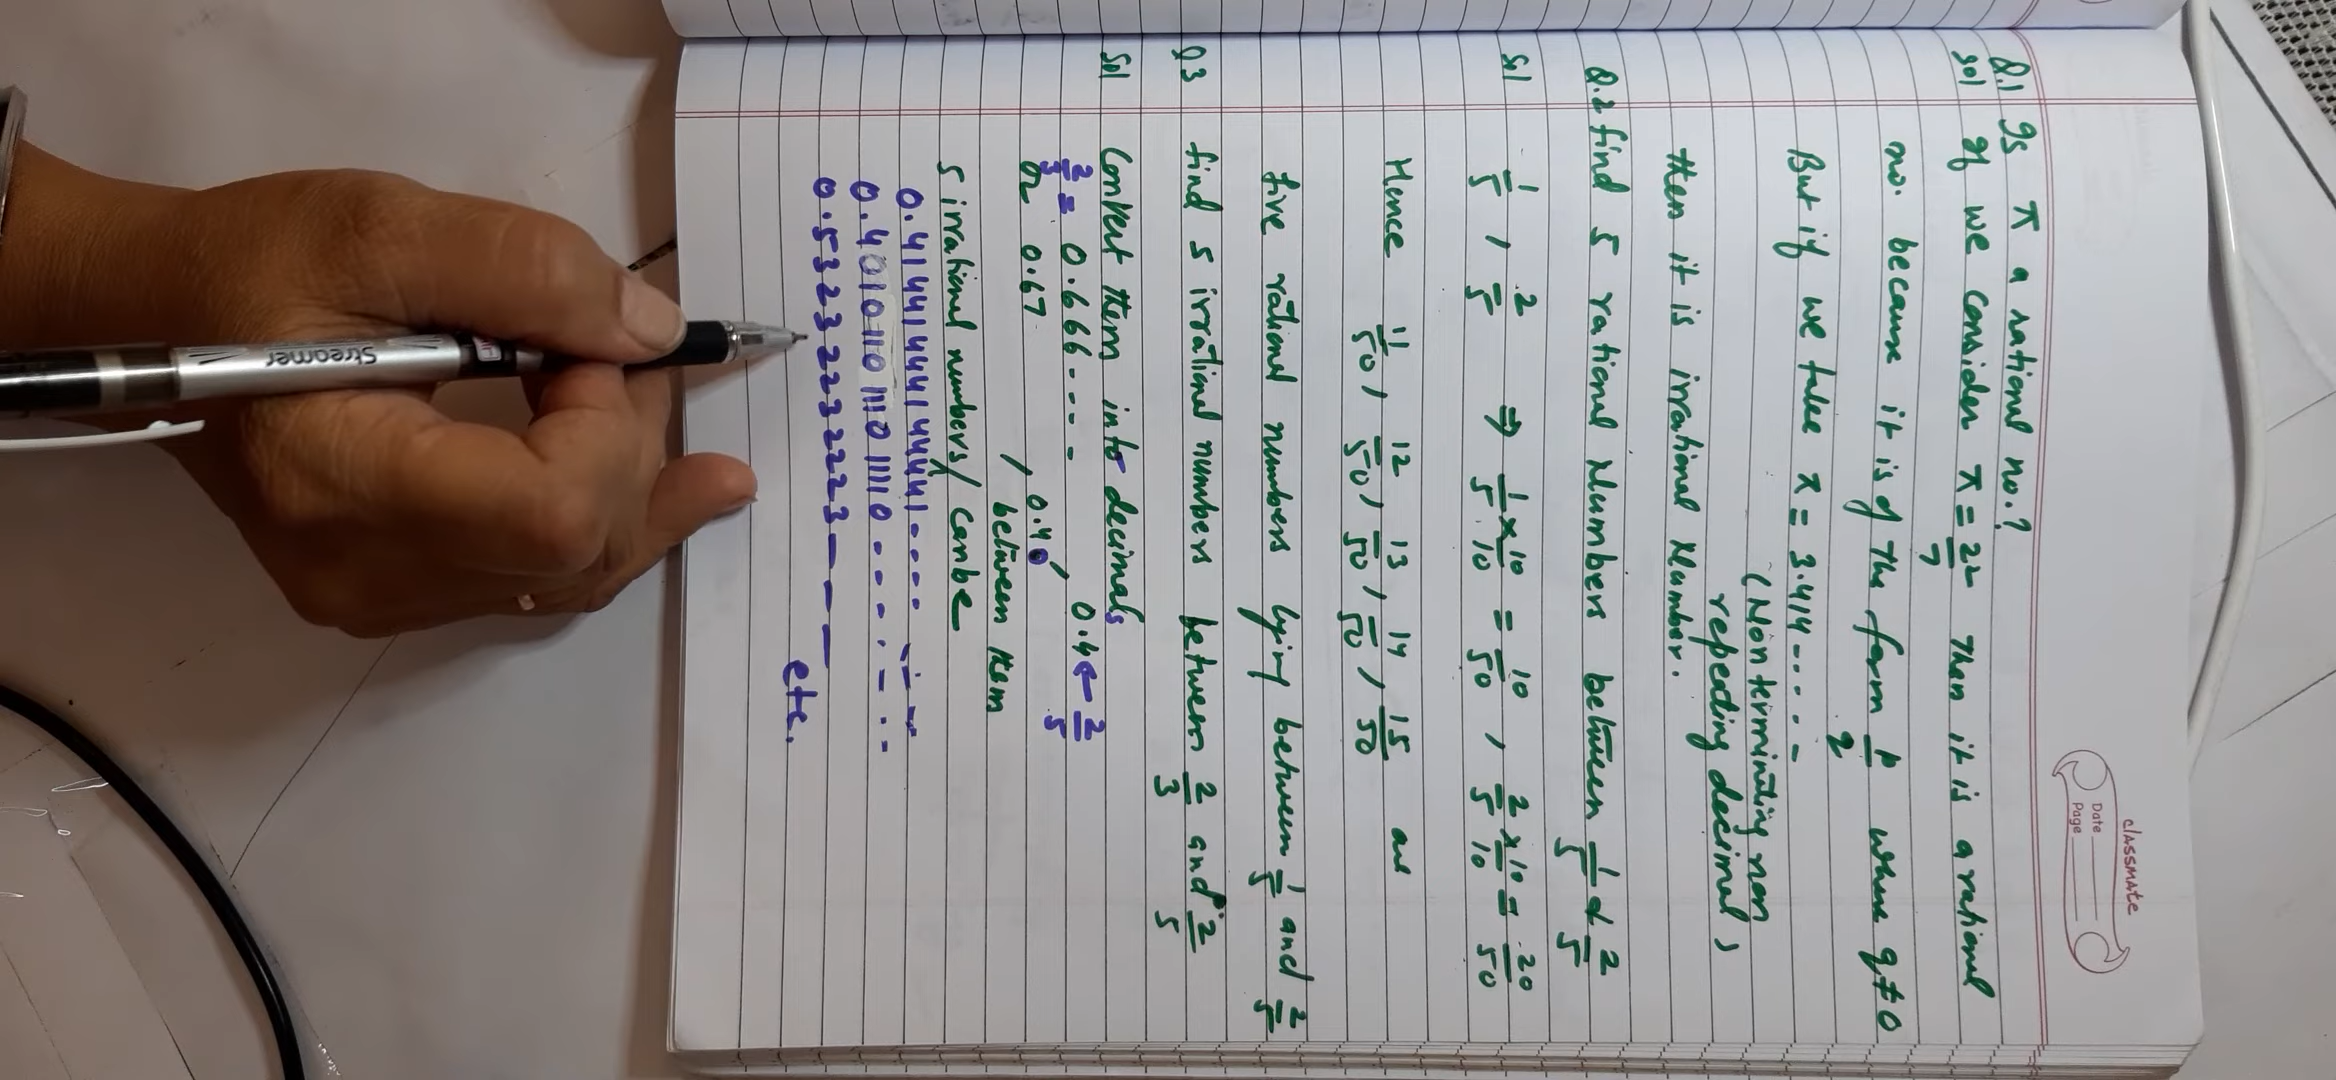 classmate
Date
Page
Q.1 Is π a rational no.?
Sol If we consider π = 22/7 then it is a rational
no. because it is of the form p/q where q≠0
But if we take π = 3.414.....-
(Non terminating non
repeating decimal)
then it is irrational Number.
Q.2 find 5 rational Numbers between 1/5 & 2/5
Sol 1/5 , 2/5 ⇒ 1/5 × 10/10 = 10/50 , 2/5 × 10/10 = 20/50
Hence 11/50 , 12/50 , 13/50 , 14/50 , 15/50 are
five rational numbers lying between 1/5 and 2/5
Q3 find 5 irrational numbers between 2/3 and 2/5
Sol Convert them into decimals
2/3 = 0.666---- , 0.4 ← 2/5
or 0.67 , 0.40
5 irrational numbers/ between them can be
0.41441444144441....
0.40101101110111110----.--.-
0.53233223322223-----
etc.
Streamer